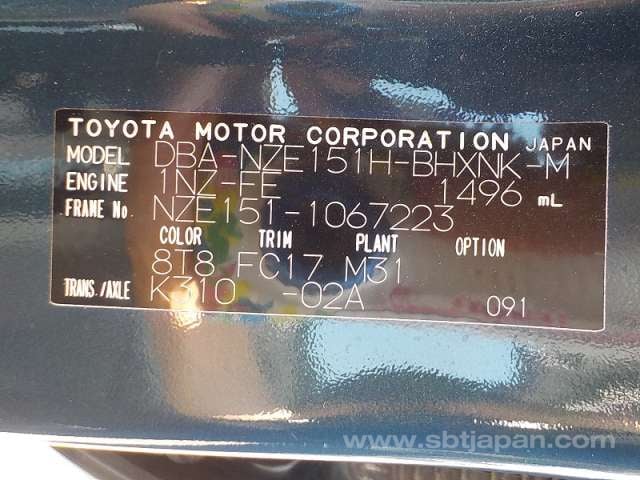 TOYOTA MOTOR CORPORATION JAPAN
MODEL DBA-NZE151H-BHXNK-M
ENGINE 1NZ-FE 1496 mL
FRAME No NZE151-1067223
COLOR TRIM PLANT OPTION
8T8 FC17 M31
TRANS./AXLE K310 -02A 091
www.sbtjapan.com/